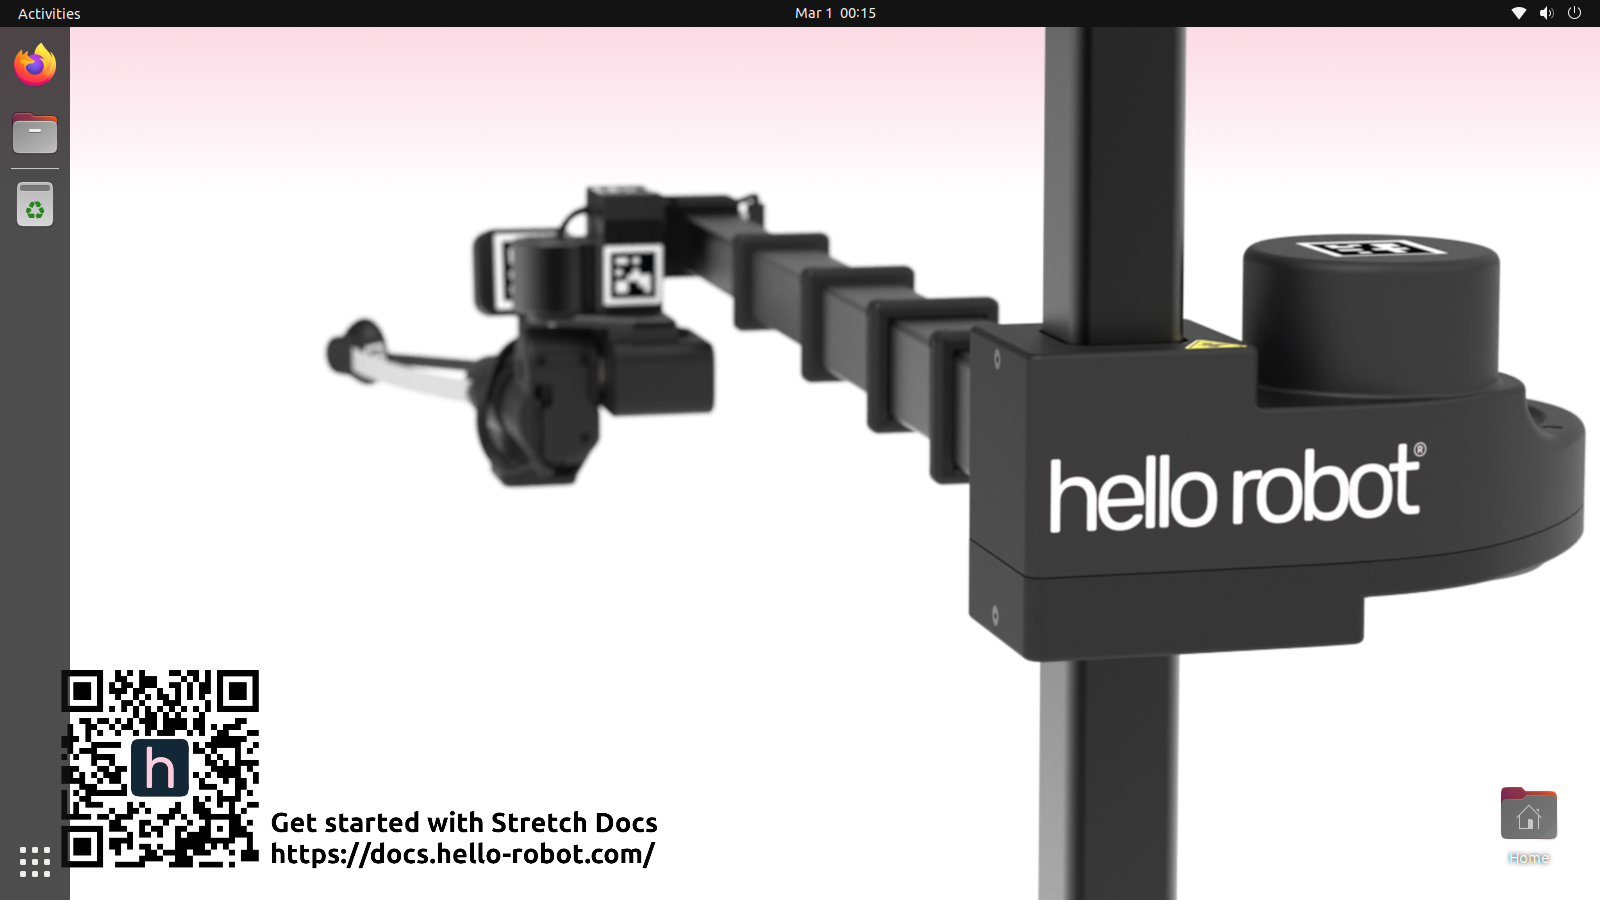 Activities
Mar 1 00:15
hello robot®
h
Get started with Stretch Docs
https://docs.hello-robot.com/
Home